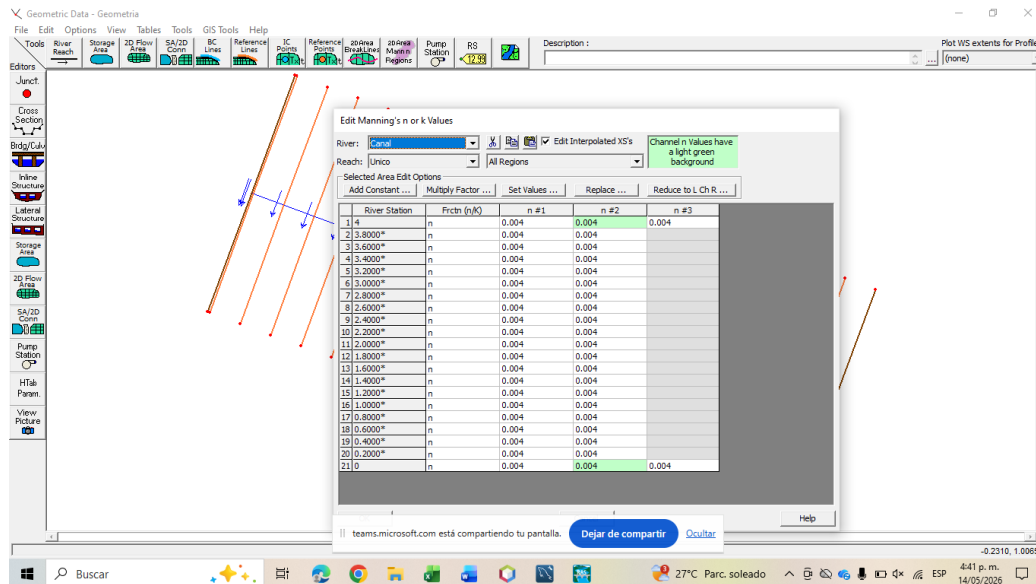 Geometric Data - Geometria
File Edit Options View Tables Tools GIS Tools Help
Tools
Editors
River Reach
Storage Area
2D Flow Area
SA/2D Conn
BC Lines
Reference Lines
IC Points
Reference Points
2D Area BreakLines
2D Area Mann n Regions
Pump Station
RS
12.99
Description :
...
Plot WS extents for Profile
(none)
Junct.
Cross Section
Brdg/Culv
Inline Structure
Lateral Structure
Storage Area
2D Flow Area
SA/2D Conn
Pump Station
HTab Param.
View Picture
Edit Manning's n or k Values
River: Canal
Edit Interpolated XS's
Channel n Values have a light green background
Reach: Unico
All Regions
Selected Area Edit Options
Add Constant ... Multiply Factor ... Set Values ... Replace ... Reduce to L Ch R ...
River Station Frctn (n/K) n #1 n #2 n #3
1 4 n 0.004 0.004 0.004
2 3.8000* n 0.004 0.004
3 3.6000* n 0.004 0.004
4 3.4000* n 0.004 0.004
5 3.2000* n 0.004 0.004
6 3.0000* n 0.004 0.004
7 2.8000* n 0.004 0.004
8 2.6000* n 0.004 0.004
9 2.4000* n 0.004 0.004
10 2.2000* n 0.004 0.004
11 2.0000* n 0.004 0.004
12 1.8000* n 0.004 0.004
13 1.6000* n 0.004 0.004
14 1.4000* n 0.004 0.004
15 1.2000* n 0.004 0.004
16 1.0000* n 0.004 0.004
17 0.8000* n 0.004 0.004
18 0.6000* n 0.004 0.004
19 0.4000* n 0.004 0.004
20 0.2000* n 0.004 0.004
21 0 n 0.004 0.004 0.004
Help
teams.microsoft.com está compartiendo tu pantalla. Dejar de compartir Ocultar
-0.2310, 1.006
Buscar
27°C Parc. soleado
ESP
4:41 p. m.
14/05/2026